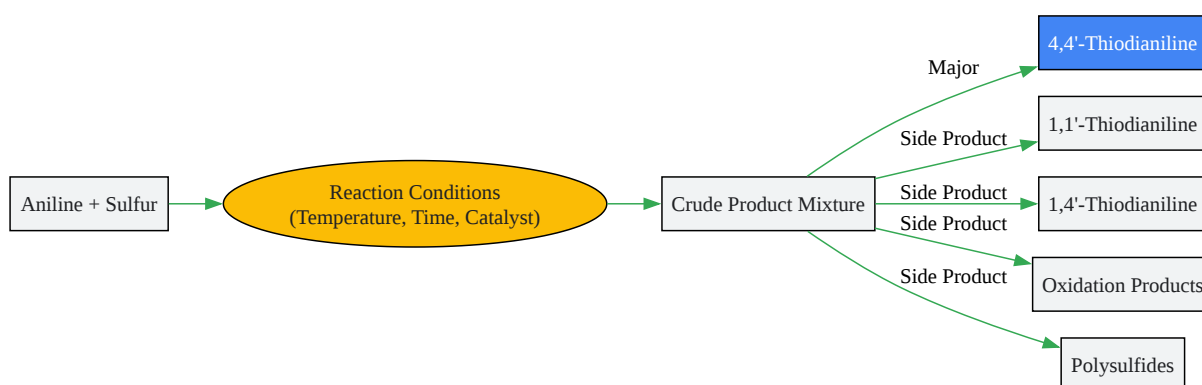 Aniline + Sulfur
Reaction Conditions
(Temperature, Time, Catalyst)
Crude Product Mixture
Major
Side Product
Side Product
Side Product
Side Product
4,4'-Thiodianiline
1,1'-Thiodianiline
1,4'-Thiodianiline
Oxidation Products
Polysulfides